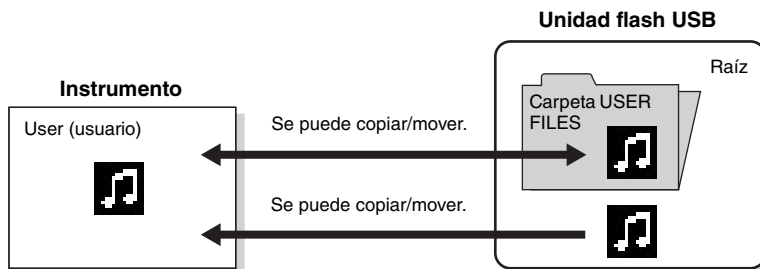 Unidad flash USB
Raíz
Instrumento
Carpeta USER
FILES
User (usuario)
Se puede copiar/mover.
Se puede copiar/mover.